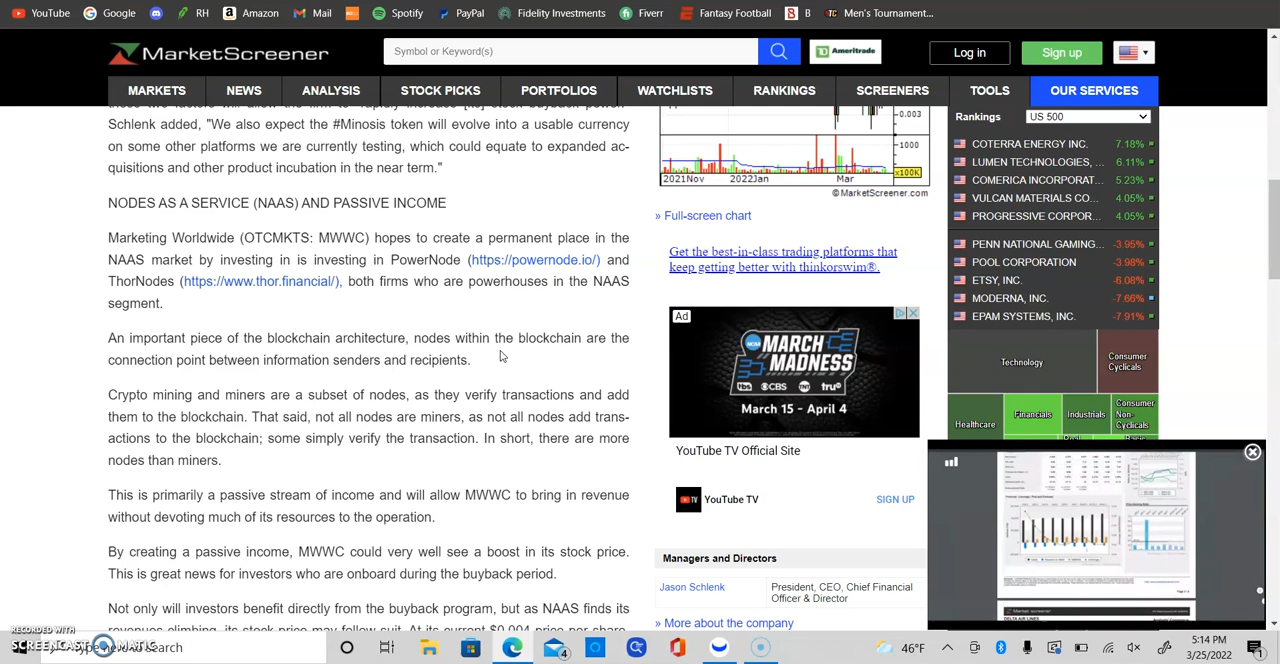 YouTube
Google
RH
Amazon
Mail
Spotify
PayPal
Fidelity Investments
Fiverr
Fantasy Football
B
Men's Tournament...
MarketScreener
Symbol or Keyword(s)
Ameritrade
Log in
Sign up
MARKETS
NEWS
ANALYSIS
STOCK PICKS
PORTFOLIOS
WATCHLISTS
RANKINGS
SCREENERS
TOOLS
OUR SERVICES
Schlenk added, "We also expect the #Minosis token will evolve into a usable currency
on some other platforms we are currently testing, which could equate to expanded ac-
quisitions and other product incubation in the near term."
NODES AS A SERVICE (NAAS) AND PASSIVE INCOME
Marketing Worldwide (OTCMKTS: MWWC) hopes to create a permanent place in the
NAAS market by investing in is investing in PowerNode (https://powernode.io/) and
ThorNodes (https://www.thor.financial/), both firms who are powerhouses in the NAAS
segment.
An important piece of the blockchain architecture, nodes within the blockchain are the
connection point between information senders and recipients.
Crypto mining and miners are a subset of nodes, as they verify transactions and add
them to the blockchain. That said, not all nodes are miners, as not all nodes add trans-
actions to the blockchain; some simply verify the transaction. In short, there are more
nodes than miners.
This is primarily a passive stream of income and will allow MWWC to bring in revenue
without devoting much of its resources to the operation.
By creating a passive income, MWWC could very well see a boost in its stock price.
This is great news for investors who are onboard during the buyback period.
Not only will investors benefit directly from the buyback program, but as NAAS finds its
0.003
1000
x100K
2021Nov 2022Jan Mar
©MarketScreener.com
» Full-screen chart
Get the best-in-class trading platforms that
keep getting better with thinkorswim®.
Ad
MARCH
MADNESS
tbs CBS TNT tru
March 15 - April 4
YouTube TV Official Site
YouTube TV
SIGN UP
Managers and Directors
Jason Schlenk
President, CEO, Chief Financial
Officer & Director
» More about the company
Rankings
US 500
COTERRA ENERGY INC. 7.18%
LUMEN TECHNOLOGIES, ... 6.11%
COMERICA INCORPORAT... 5.23%
VULCAN MATERIALS CO... 4.05%
PROGRESSIVE CORPOR... 4.05%
PENN NATIONAL GAMING... -3.95%
POOL CORPORATION -3.98%
ETSY, INC. -6.08%
MODERNA, INC. -7.66%
EPAM SYSTEMS, INC. -7.91%
Technology
Consumer
Cyclicals
Healthcare
Financials
Industrials
Consumer
Non-
Cyclicals
DELTA AIR LINES
RECORDED WITH
SCREENCAST MATIC
here to search
46°F
5:14 PM
3/25/2022